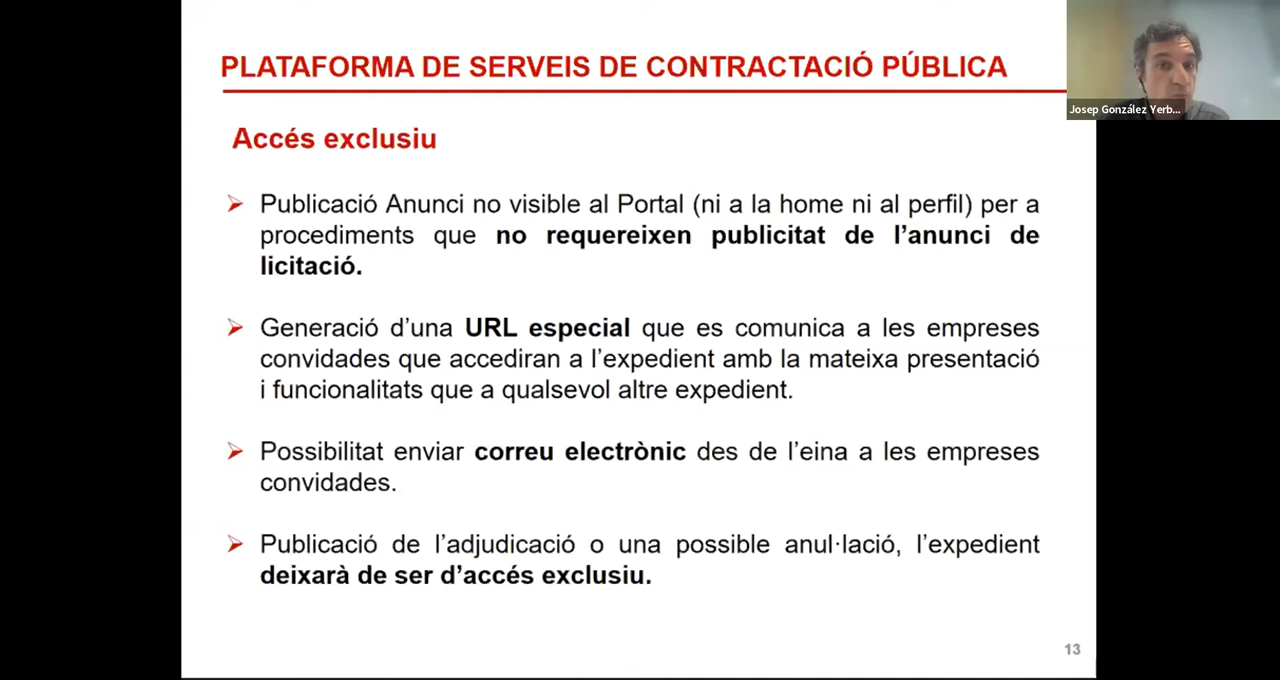 PLATAFORMA DE SERVEIS DE CONTRACTACIÓ PÚBLICA
Josep González Yerb...
Accés exclusiu
Publicació Anunci no visible al Portal (ni a la home ni al perfil) per a
procediments que no requereixen publicitat de l’anunci de
licitació.
Generació d’una URL especial que es comunica a les empreses
convidades que accediran a l’expedient amb la mateixa presentació
i funcionalitats que a qualsevol altre expedient.
Possibilitat enviar correu electrònic des de l’eina a les empreses
convidades.
Publicació de l’adjudicació o una possible anul·lació, l’expedient
deixarà de ser d’accés exclusiu.
13